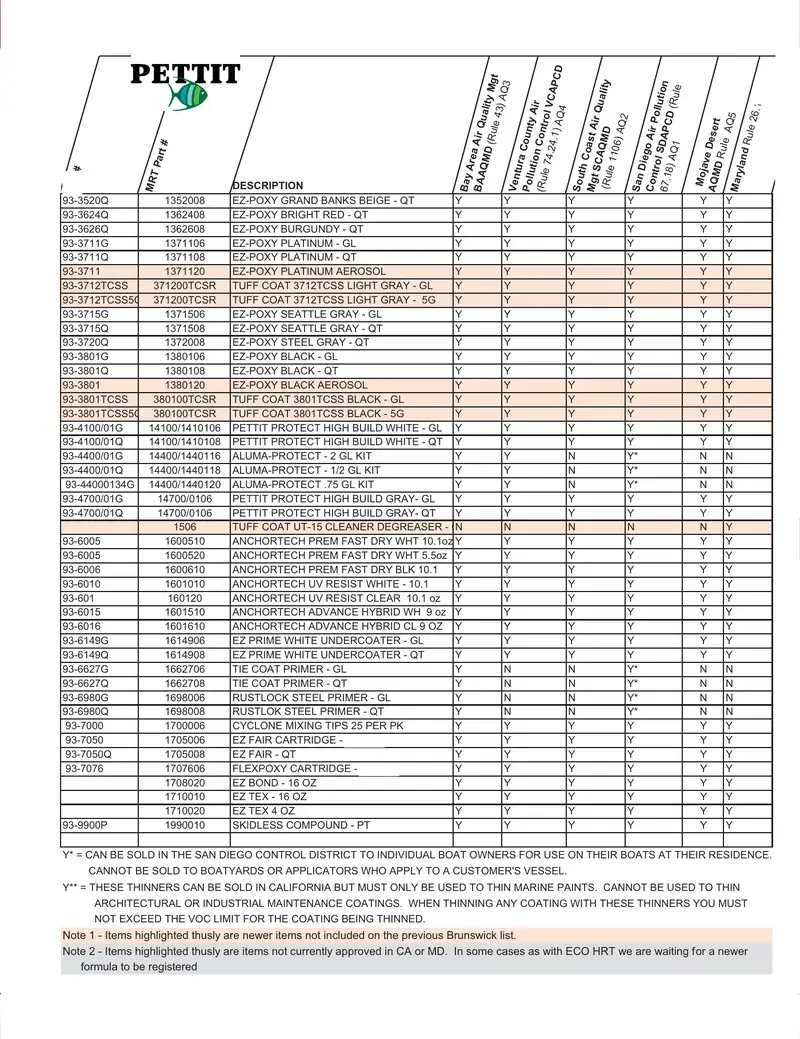 PETTIT
#
MRT Part #
DESCRIPTION
Bay Area Air Quality Mgt
BAAQMD (Rule 43) AQ3
Ventura County Air
Pollution Control VCAPCD
(Rule 74,24.1) AQ4
South Coast Air Quality
Mgt SCAQMD
(Rule 1106) AQ2
San Diego Air Pollution
Control SDAPCD (Rule
67.18) AQ1
Mojave Desert
AQMD Rule AQ5
Maryland Rule 26.
93-3520Q 1352008 EZ-POXY GRAND BANKS BEIGE - QT Y Y Y Y Y Y
93-3624Q 1362408 EZ-POXY BRIGHT RED - QT Y Y Y Y Y Y
93-3626Q 1362608 EZ-POXY BURGUNDY - QT Y Y Y Y Y Y
93-3711G 1371106 EZ-POXY PLATINUM - GL Y Y Y Y Y Y
93-3711Q 1371108 EZ-POXY PLATINUM - QT Y Y Y Y Y Y
93-3711 1371120 EZ-POXY PLATINUM AEROSOL Y Y Y Y Y Y
93-3712TCSS 371200TCSR TUFF COAT 3712TCSS LIGHT GRAY - GL Y Y Y Y Y Y
93-3712TCSS5G 371200TCSR TUFF COAT 3712TCSS LIGHT GRAY - 5G Y Y Y Y Y Y
93-3715G 1371506 EZ-POXY SEATTLE GRAY - GL Y Y Y Y Y Y
93-3715Q 1371508 EZ-POXY SEATTLE GRAY - QT Y Y Y Y Y Y
93-3720Q 1372008 EZ-POXY STEEL GRAY - QT Y Y Y Y Y Y
93-3801G 1380106 EZ-POXY BLACK - GL Y Y Y Y Y Y
93-3801Q 1380108 EZ-POXY BLACK - QT Y Y Y Y Y Y
93-3801 1380120 EZ-POXY BLACK AEROSOL Y Y Y Y Y Y
93-3801TCSS 380100TCSR TUFF COAT 3801TCSS BLACK - GL Y Y Y Y Y Y
93-3801TCSS5G 380100TCSR TUFF COAT 3801TCSS BLACK - 5G Y Y Y Y Y Y
93-4100/01G 14100/1410106 PETTIT PROTECT HIGH BUILD WHITE - GL Y Y Y Y Y Y
93-4100/01Q 14100/1410108 PETTIT PROTECT HIGH BUILD WHITE - QT Y Y Y Y Y Y
93-4400/01G 14400/1440116 ALUMA-PROTECT - 2 GL KIT Y Y N Y* N N
93-4400/01Q 14400/1440118 ALUMA-PROTECT - 1/2 GL KIT Y Y N Y* N N
93-44000134G 14400/1440120 ALUMA-PROTECT .75 GL KIT Y Y N Y* N N
93-4700/01G 14700/0106 PETTIT PROTECT HIGH BUILD GRAY- GL Y Y Y Y Y Y
93-4700/01Q 14700/0106 PETTIT PROTECT HIGH BUILD GRAY- QT Y Y Y Y Y Y
1506 TUFF COAT UT-15 CLEANER DEGREASER - N N N N N Y
93-6005 1600510 ANCHORTECH PREM FAST DRY WHT 10.1oz Y Y Y Y Y Y
93-6005 1600520 ANCHORTECH PREM FAST DRY WHT 5.5oz Y Y Y Y Y Y
93-6006 1600610 ANCHORTECH PREM FAST DRY BLK 10.1 Y Y Y Y Y Y
93-6010 1601010 ANCHORTECH UV RESIST WHITE - 10.1 Y Y Y Y Y Y
93-601 160120 ANCHORTECH UV RESIST CLEAR 10.1 oz Y Y Y Y Y Y
93-6015 1601510 ANCHORTECH ADVANCE HYBRID WH 9 oz Y Y Y Y Y Y
93-6016 1601610 ANCHORTECH ADVANCE HYBRID CL 9 OZ Y Y Y Y Y Y
93-6149G 1614906 EZ PRIME WHITE UNDERCOATER - GL Y Y Y Y Y Y
93-6149Q 1614908 EZ PRIME WHITE UNDERCOATER - QT Y Y Y Y Y Y
93-6627G 1662706 TIE COAT PRIMER - GL Y N N Y* N N
93-6627Q 1662708 TIE COAT PRIMER - QT Y N N Y* N N
93-6980G 1698006 RUSTLOCK STEEL PRIMER - GL Y N N Y* N N
93-6980Q 1698008 RUSTLOK STEEL PRIMER - QT Y N N Y* N N
93-7000 1700006 CYCLONE MIXING TIPS 25 PER PK Y Y Y Y Y Y
93-7050 1705006 EZ FAIR CARTRIDGE - Y Y Y Y Y Y
93-7050Q 1705008 EZ FAIR - QT Y Y Y Y Y Y
93-7076 1707606 FLEXPOXY CARTRIDGE - Y Y Y Y Y Y
1708020 EZ BOND - 16 OZ Y Y Y Y Y Y
1710010 EZ TEX - 16 OZ Y Y Y Y Y Y
1710020 EZ TEX 4 OZ Y Y Y Y Y Y
93-9900P 1990010 SKIDLESS COMPOUND - PT Y Y Y Y Y Y
Y* = CAN BE SOLD IN THE SAN DIEGO CONTROL DISTRICT TO INDIVIDUAL BOAT OWNERS FOR USE ON THEIR BOATS AT THEIR RESIDENCE.
CANNOT BE SOLD TO BOATYARDS OR APPLICATORS WHO APPLY TO A CUSTOMER'S VESSEL.
Y** = THESE THINNERS CAN BE SOLD IN CALIFORNIA BUT MUST ONLY BE USED TO THIN MARINE PAINTS. CANNOT BE USED TO THIN
ARCHITECTURAL OR INDUSTRIAL MAINTENANCE COATINGS. WHEN THINNING ANY COATING WITH THESE THINNERS YOU MUST
NOT EXCEED THE VOC LIMIT FOR THE COATING BEING THINNED.
Note 1 - Items highlighted thusly are newer items not included on the previous Brunswick list.
Note 2 - Items highlighted thusly are items not currently approved in CA or MD. In some cases as with ECO HRT we are waiting for a newer
formula to be registered